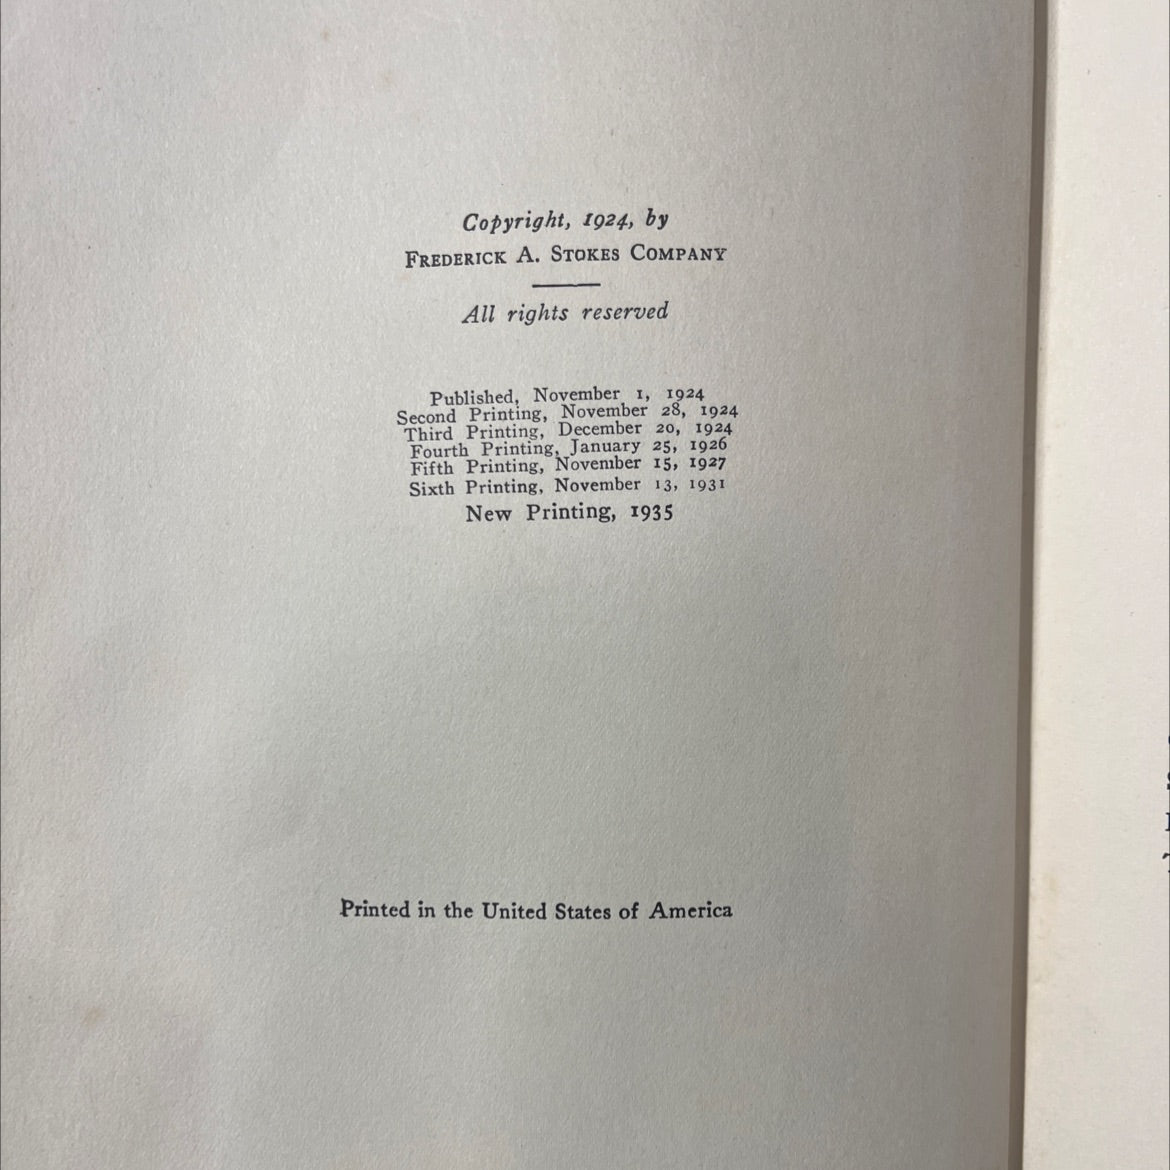 Copyright, 1924, by
FREDERICK A. STOKES COMPANY
All rights reserved
Published, November 1, 1924
Second Printing, November 28, 1924
Third Printing, December 20, 1924
Fourth Printing, January 25, 1926
Fifth Printing, November 15, 1927
Sixth Printing, November 13, 1931
New Printing, 1935
Printed in the United States of America